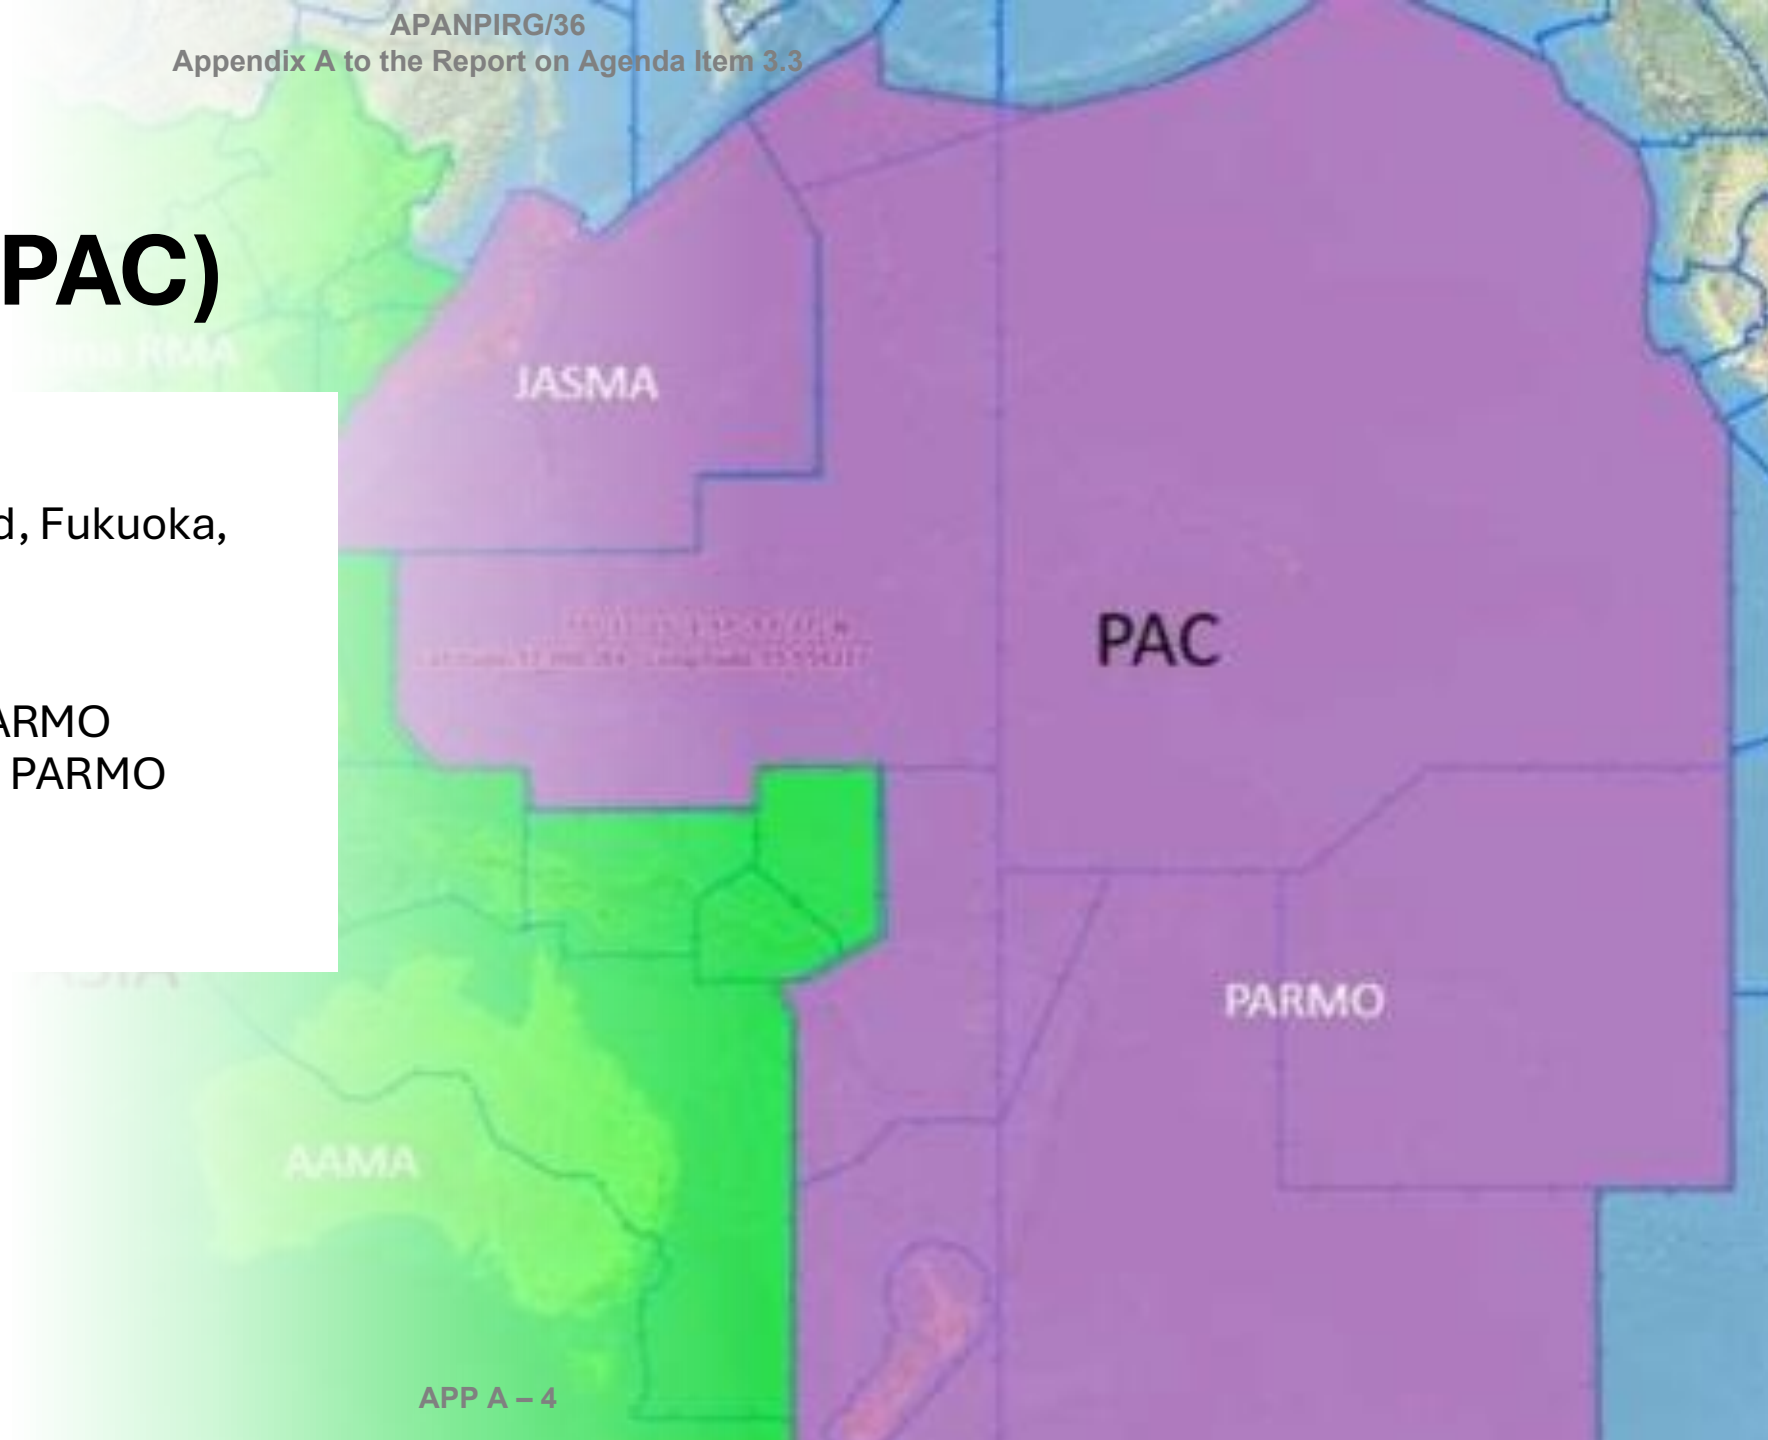 APANPIRG/36
Appendix A to the Report on Agenda Item 3.3
PAC)
RMA
JASMA
d, Fukuoka,
PAC
ARMO
PARMO
PARMO
AAMA
APP A – 4